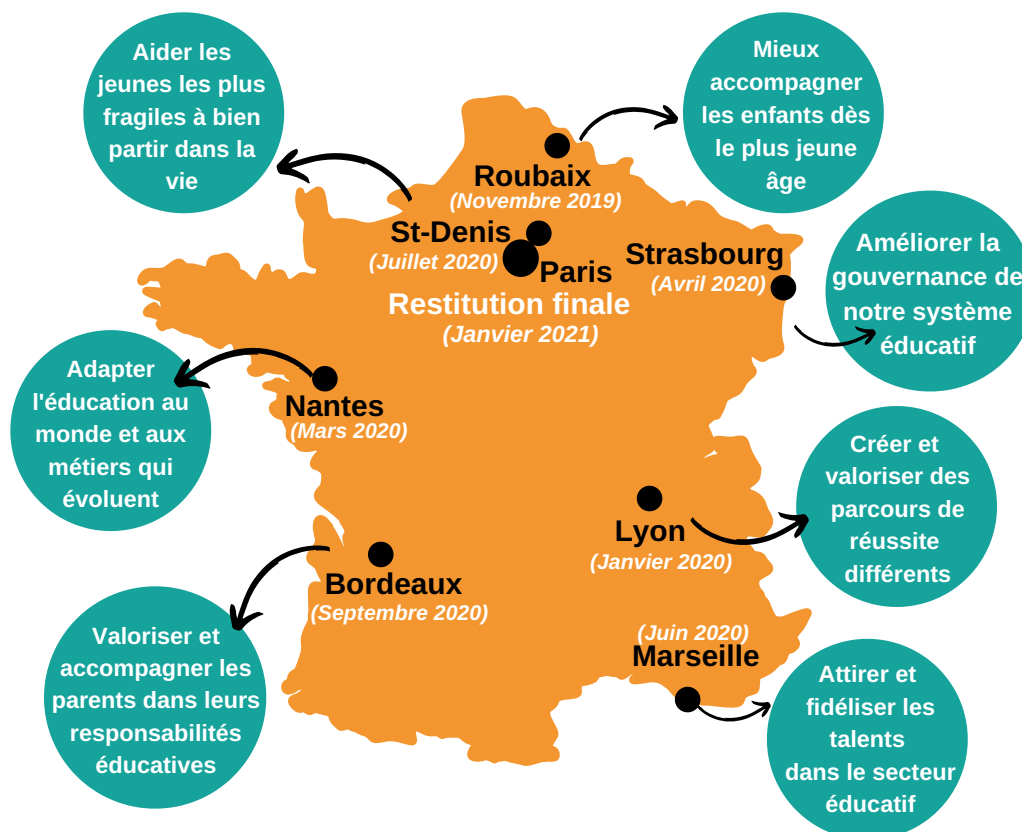 Aider les
jeunes les plus
fragiles à bien
partir dans la
vie
Mieux
accompagner
les enfants dès
le plus jeune
âge
Roubaix
(Novembre 2019)
St-Denis
(Juillet 2020)
Paris
Restitution finale
(Janvier 2021)
Strasbourg
(Avril 2020)
Améliorer la
gouvernance de
notre système
éducatif
Adapter
l'éducation au
monde et aux
métiers qui
évoluent
Nantes
(Mars 2020)
Créer et
valoriser des
parcours de
réussite
différents
Lyon
(Janvier 2020)
Bordeaux
(Septembre 2020)
Valoriser et
accompagner les
parents dans leurs
responsabilités
éducatives
(Juin 2020)
Marseille
Attirer et
fidéliser les
talents
dans le secteur
éducatif